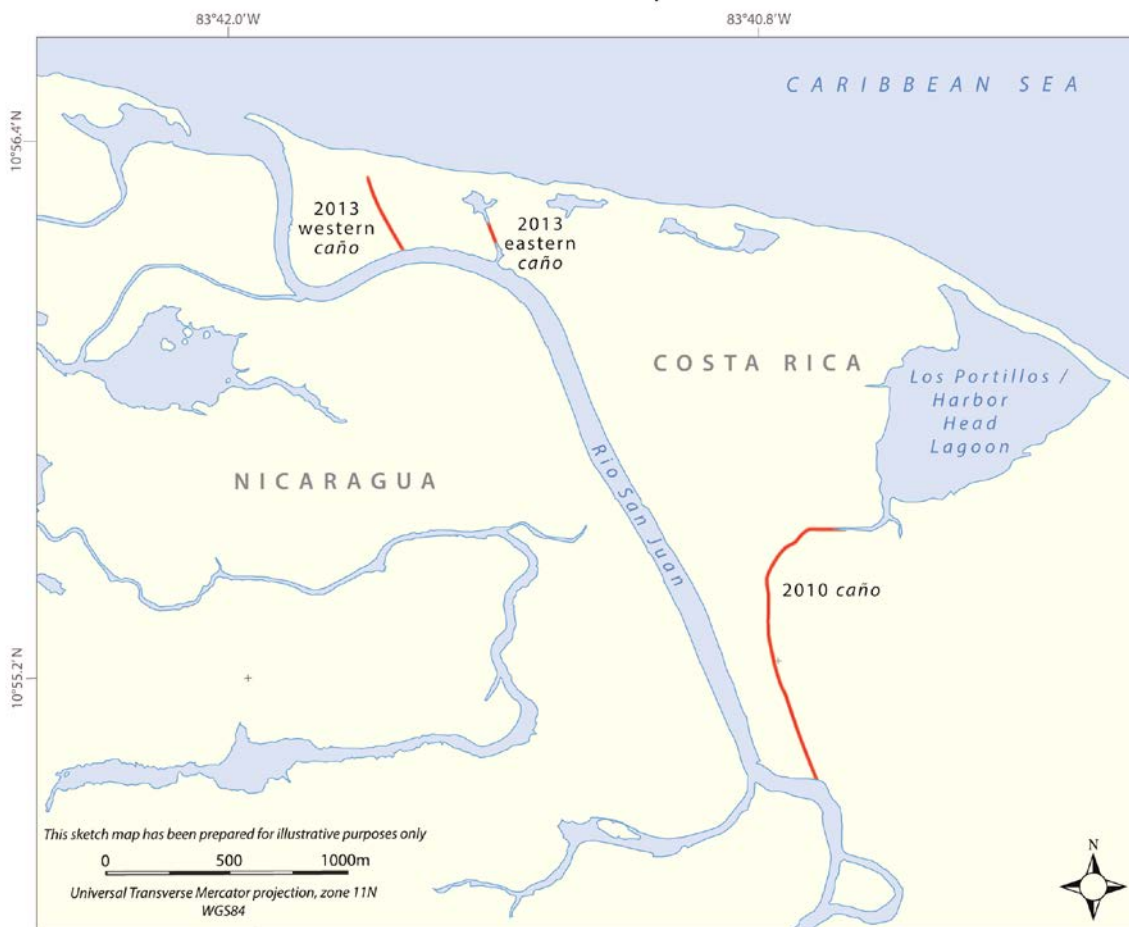 83°42.0'W
83°40.8'W
CARIBBEAN SEA
10°56.4'N
2013
western
caño
2013
eastern
caño
COSTA RICA
Los Portillos /
Harbor
Head
Lagoon
NICARAGUA
Rio San Juan
2010 caño
10°55.2'N
This sketch map has been prepared for illustrative purposes only
0 500 1000m
Universal Transverse Mercator projection, zone 11N
WGS84
N